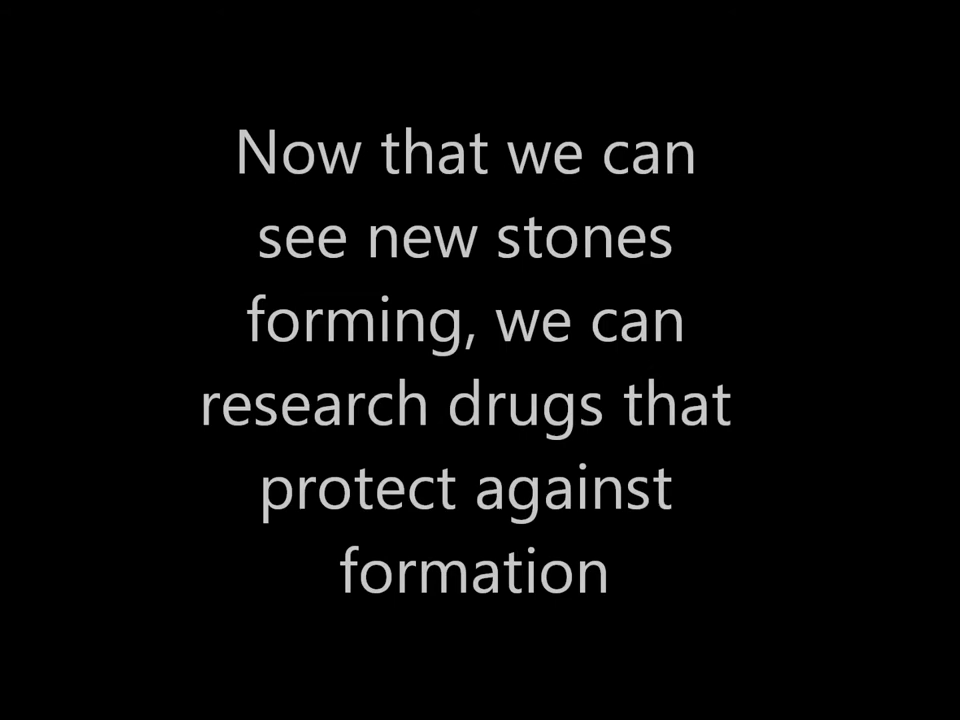 Now that we can
see new stones
forming, we can
research drugs that
protect against
formation